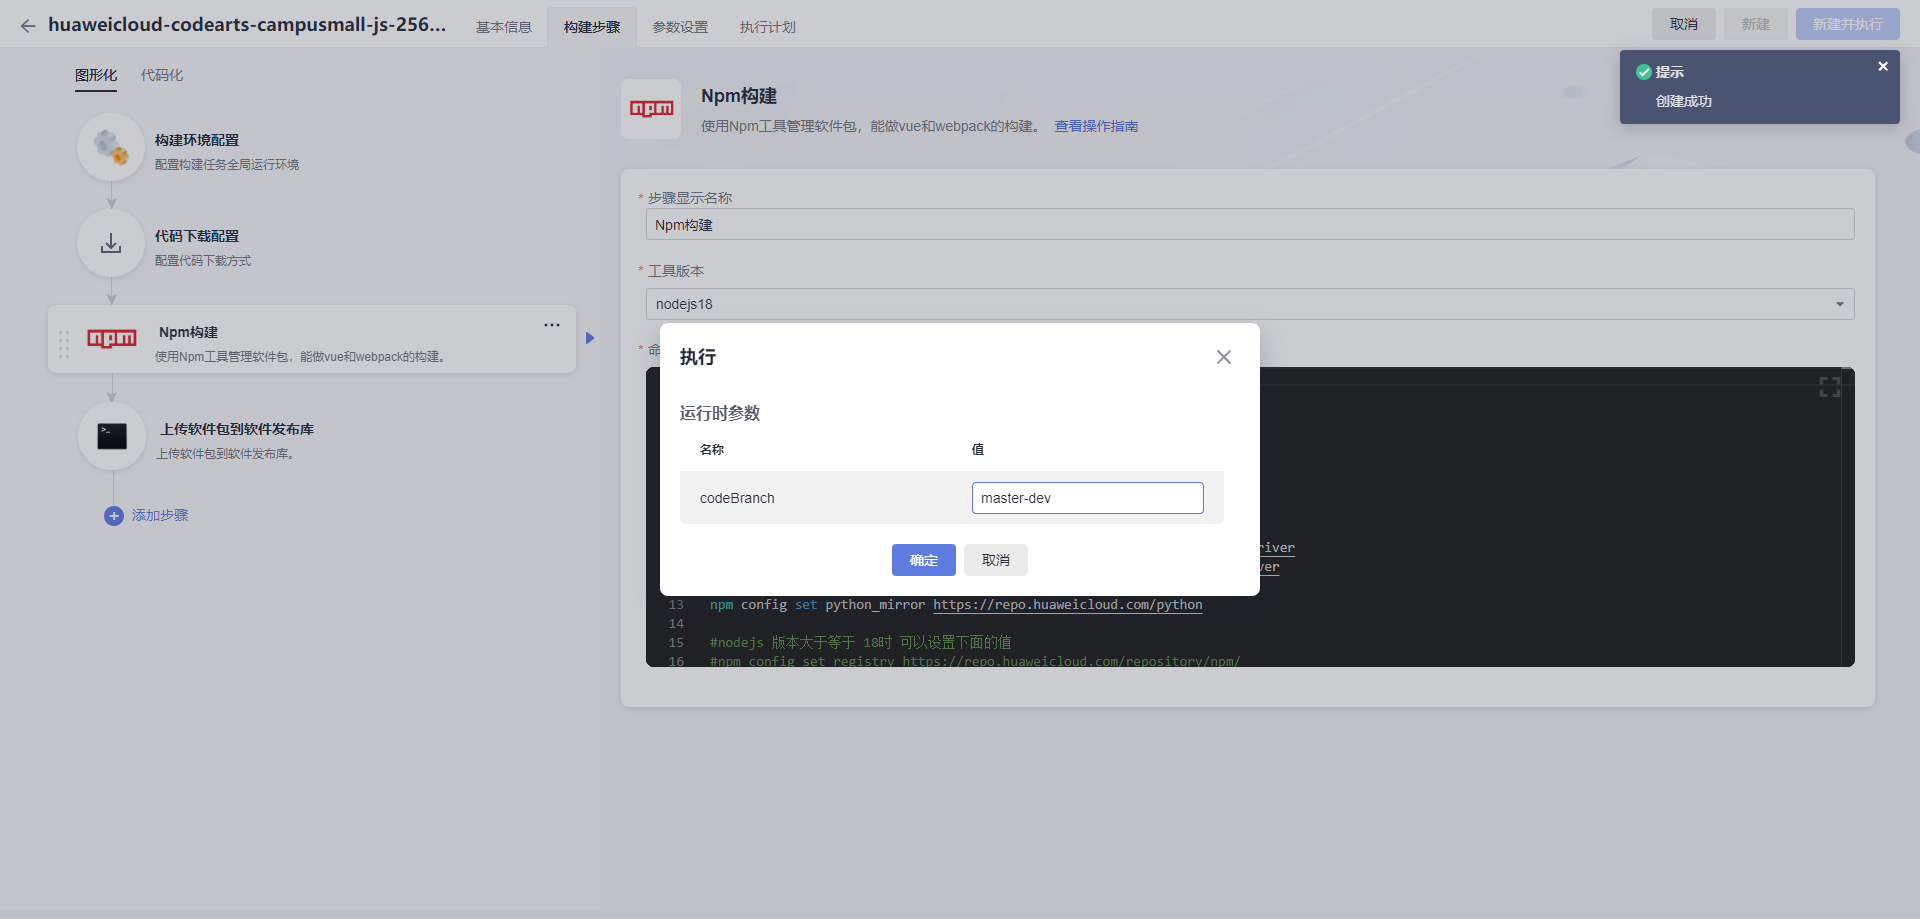 huaweicloud-codearts-campusmall-js-256...
基本信息
构建步骤
参数设置
执行计划
取消
新建
新建并执行
提示
创建成功
图形化
代码化
构建环境配置
配置构建任务全局运行环境
代码下载配置
配置代码下载方式
Npm构建
使用Npm工具管理软件包，能做vue和webpack的构建。
上传软件包到软件发布库
上传软件包到软件发布库。
添加步骤
Npm构建
使用Npm工具管理软件包，能做vue和webpack的构建。 查看操作指南
* 步骤显示名称
Npm构建
* 工具版本
nodejs18
* 命
执行
运行时参数
名称 值
codeBranch master-dev
确定 取消
river
ver
13 npm config set python_mirror https://repo.huaweicloud.com/python
14
15 #nodejs 版本大于等于 18时 可以设置下面的值
16 #npm config set registry https://repo.huaweicloud.com/repository/npm/